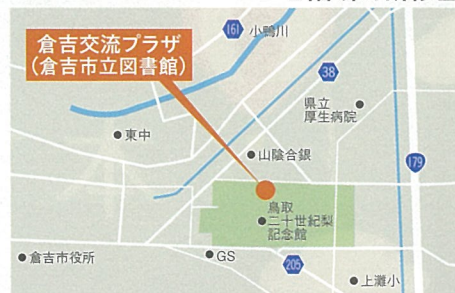 161
小鴨川
倉吉交流プラザ
(倉吉市立図書館)
38
県立
厚生病院
東中
山陰合銀
179
鳥取
二十世紀梨
記念館
倉吉市役所
GS
205
上灘小